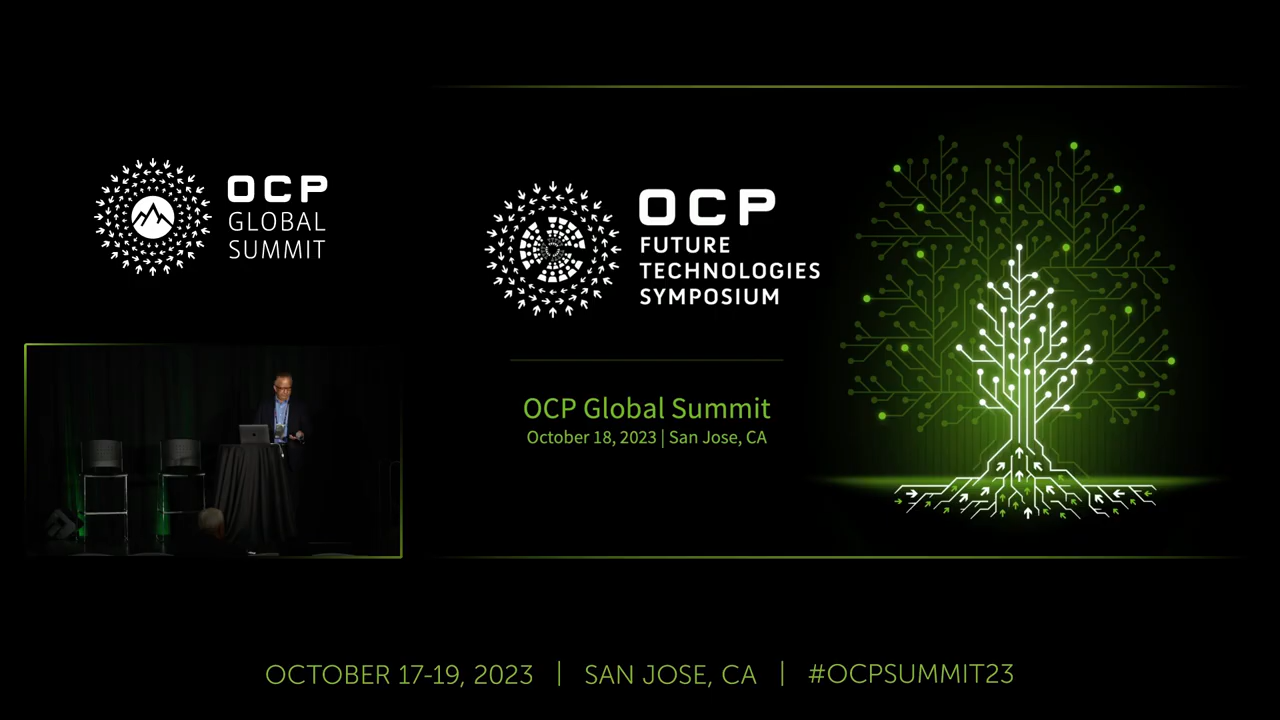 OCP
GLOBAL
SUMMIT
OCP
FUTURE
TECHNOLOGIES
SYMPOSIUM
OCP Global Summit
October 18, 2023 | San Jose, CA
OCTOBER 17-19, 2023 | SAN JOSE, CA | #OCPSUMMIT23